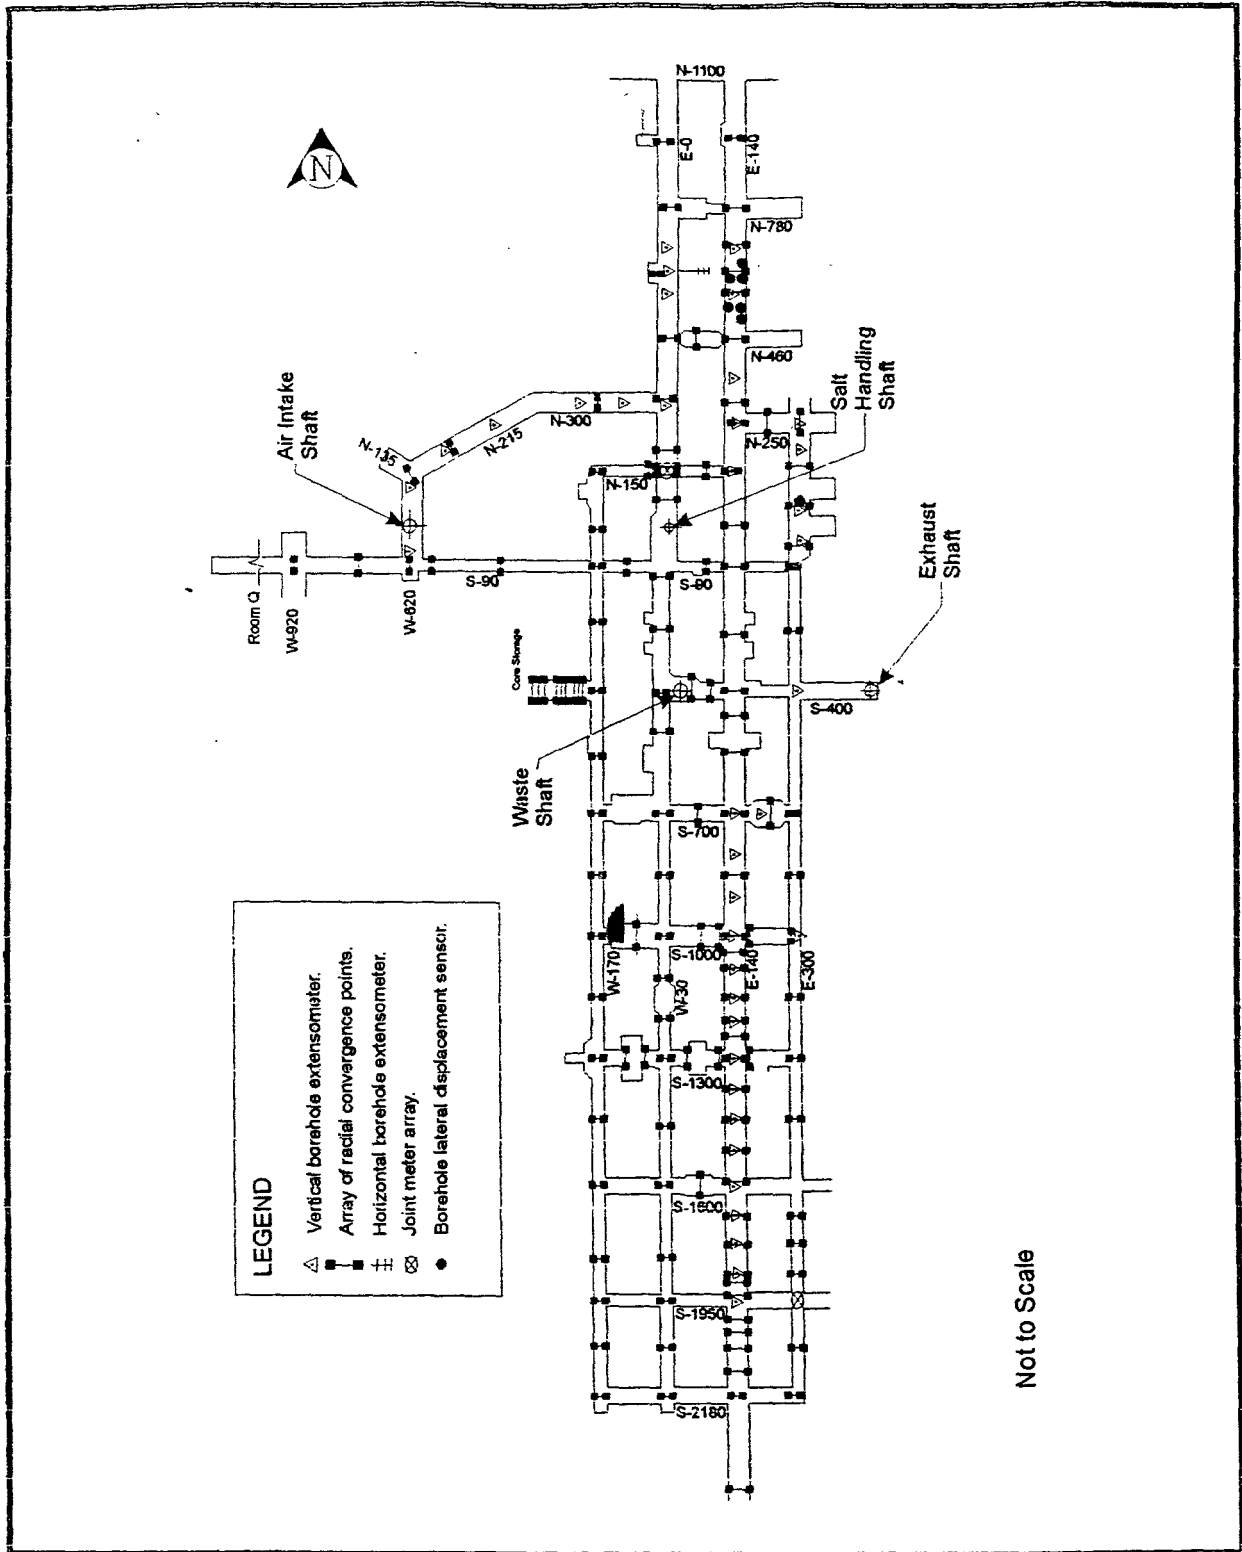 N-1100
N
E-0
E-140
N-780
N-460
Salt
Handling
Shaft
Air Intake
Shaft
N-300
N-215
N-135
N-250
N-150
Exhaust
Shaft
Room Q
W-920
W-620
S-90
S-90
Core Storage
S-400
Waste
Shaft
S-700
W-170
S-1000
E-140
E-300
W-30
S-1300
S-1600
S-1950
S-2180
LEGEND
Vertical borehole extensometer.
Array of radial convergence points.
Horizontal borehole extensometer.
Joint meter array.
Borehole lateral displacement sensor.
Not to Scale